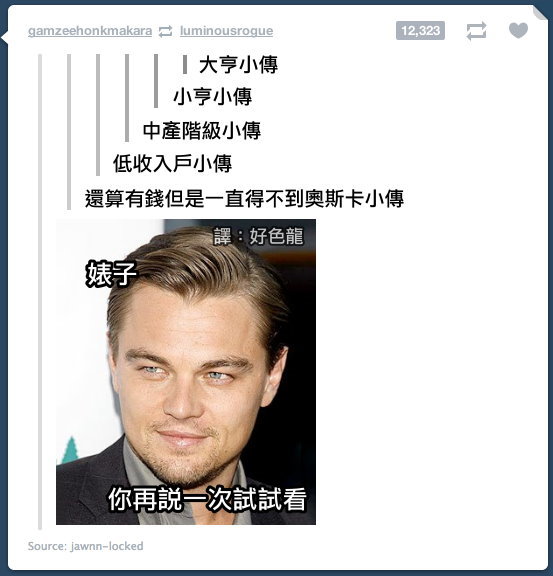 gamzeehonkmakara luminousrogue 12,323
大亨小傳
小亨小傳
中產階級小傳
低收入戶小傳
還算有錢但是一直得不到奧斯卡小傳
譯：好色龍
婊子
你再說一次試試看
Source: jawnn-locked